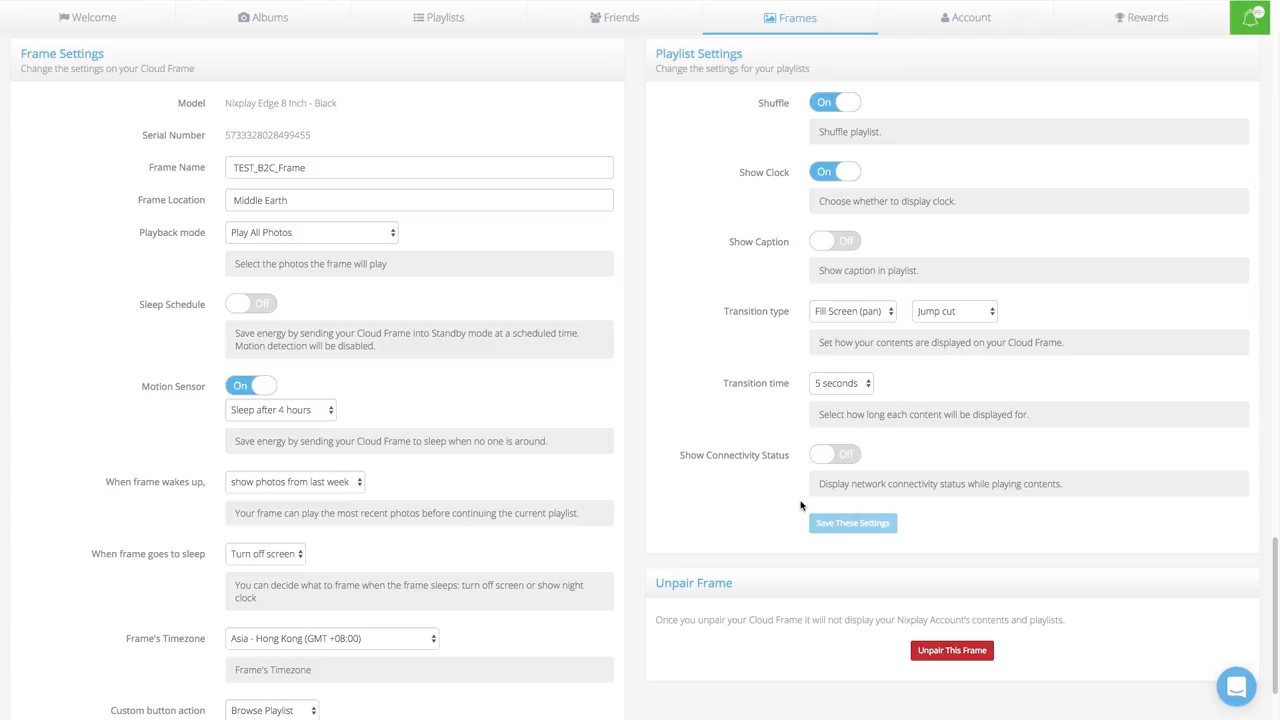 Welcome
Albums
Playlists
Friends
Frames
Account
Rewards
Frame Settings
Change the settings on your Cloud Frame
Model
Nixplay Edge 8 Inch - Black
Serial Number
5733328028499455
Frame Name
TEST_B2C_Frame
Frame Location
Middle Earth
Playback mode
Play All Photos
Select the photos the frame will play
Sleep Schedule
Off
Save energy by sending your Cloud Frame into Standby mode at a scheduled time.
Motion detection will be disabled.
Motion Sensor
On
Sleep after 4 hours
Save energy by sending your Cloud Frame to sleep when no one is around.
When frame wakes up,
show photos from last week
Your frame can play the most recent photos before continuing the current playlist.
When frame goes to sleep
Turn off screen
You can decide what to frame when the frame sleeps: turn off screen or show night
clock
Frame's Timezone
Asia - Hong Kong (GMT +08:00)
Frame's Timezone
Custom button action
Browse Playlist
Playlist Settings
Change the settings for your playlists
Shuffle
On
Shuffle playlist.
Show Clock
On
Choose whether to display clock.
Show Caption
Off
Show caption in playlist.
Transition type
Fill Screen (pan)
Jump cut
Set how your contents are displayed on your Cloud Frame.
Transition time
5 seconds
Select how long each content will be displayed for.
Show Connectivity Status
Off
Display network connectivity status while playing contents.
Save These Settings
Unpair Frame
Once you unpair your Cloud Frame it will not display your Nixplay Account's contents and playlists.
Unpair This Frame